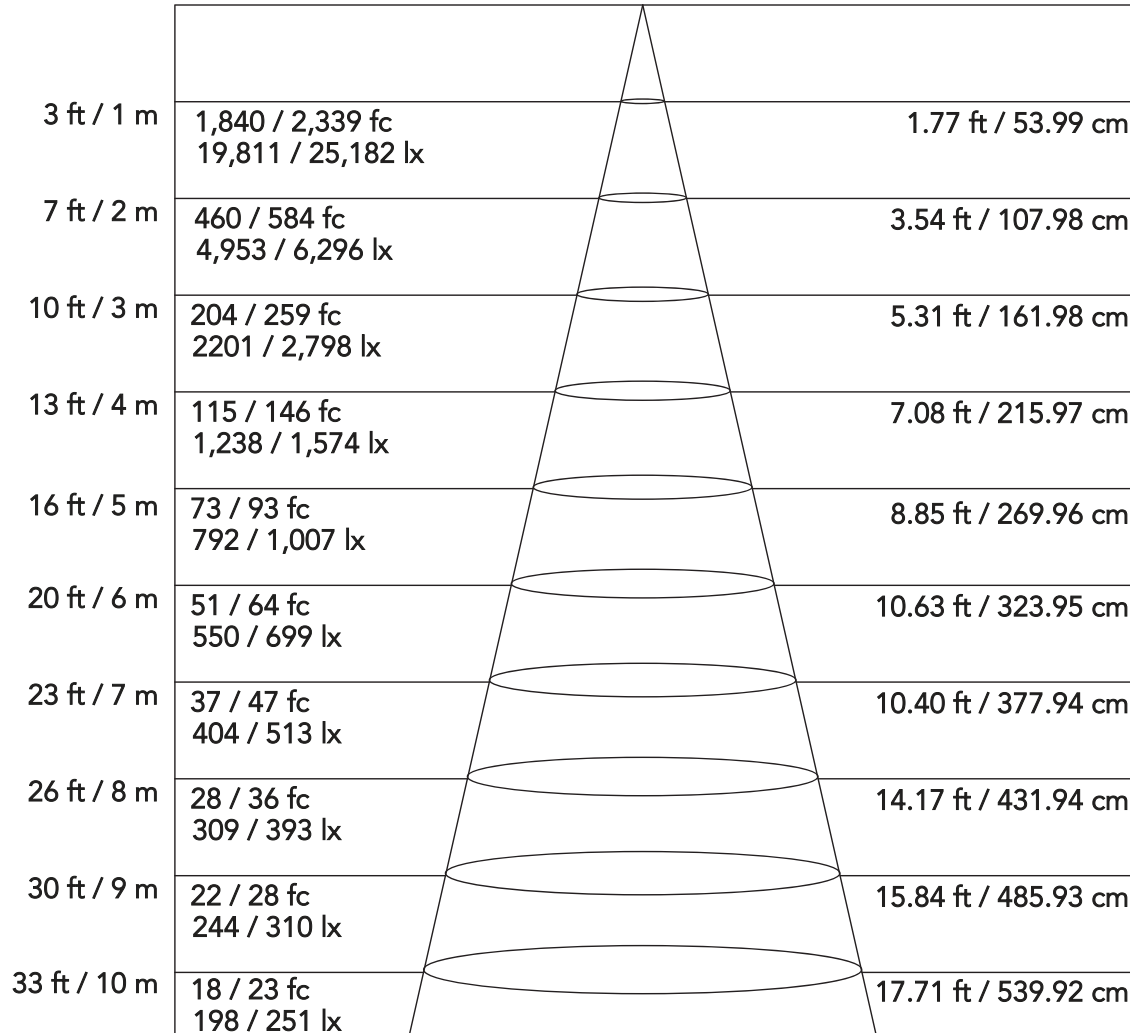 3 ft / 1 m
1,840 / 2,339 fc
19,811 / 25,182 lx
1.77 ft / 53.99 cm
7 ft / 2 m
460 / 584 fc
4,953 / 6,296 lx
3.54 ft / 107.98 cm
10 ft / 3 m
204 / 259 fc
2201 / 2,798 lx
5.31 ft / 161.98 cm
13 ft / 4 m
115 / 146 fc
1,238 / 1,574 lx
7.08 ft / 215.97 cm
16 ft / 5 m
73 / 93 fc
792 / 1,007 lx
8.85 ft / 269.96 cm
20 ft / 6 m
51 / 64 fc
550 / 699 lx
10.63 ft / 323.95 cm
23 ft / 7 m
37 / 47 fc
404 / 513 lx
10.40 ft / 377.94 cm
26 ft / 8 m
28 / 36 fc
309 / 393 lx
14.17 ft / 431.94 cm
30 ft / 9 m
22 / 28 fc
244 / 310 lx
15.84 ft / 485.93 cm
33 ft / 10 m
18 / 23 fc
198 / 251 lx
17.71 ft / 539.92 cm